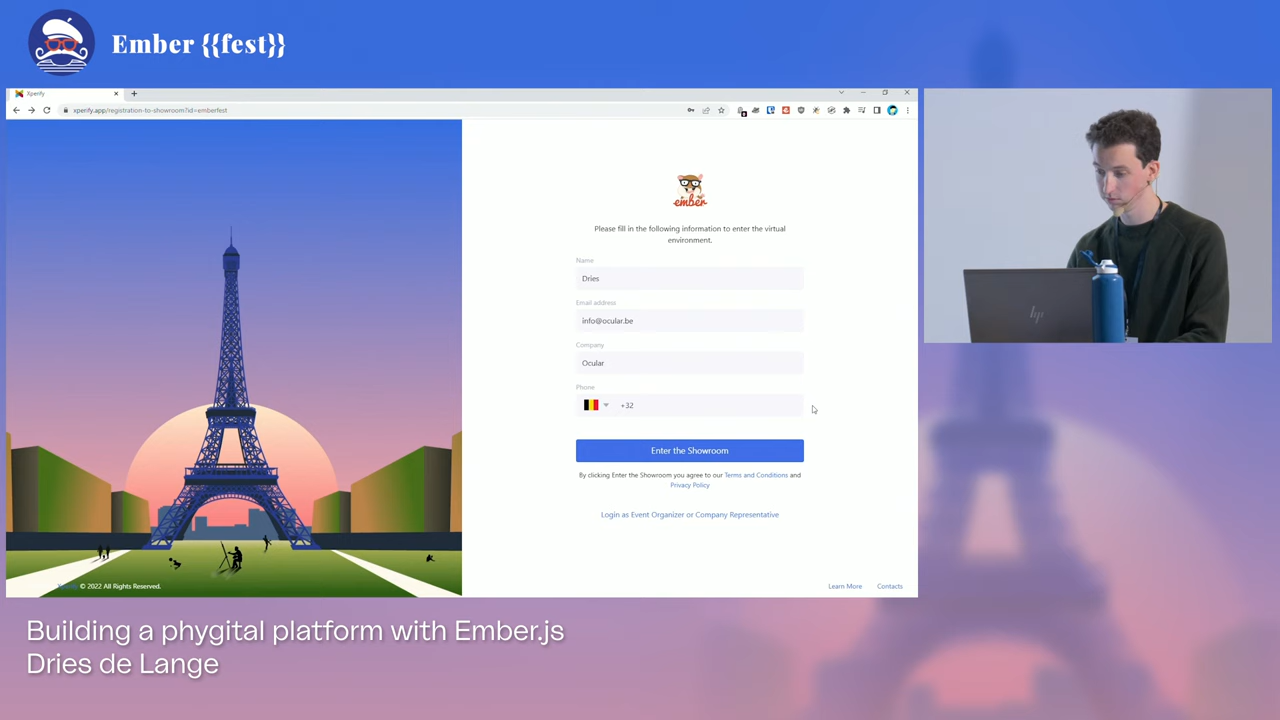 Ember {{fest}}
Xperify
xperify.app/registration-to-showroom?id=emberfest
ember
Please fill in the following information to enter the virtual
environment.
Name
Dries
Email address
info@ocular.be
Company
Ocular
Phone
+32
Enter the Showroom
By clicking Enter the Showroom you agree to our Terms and Conditions and
Privacy Policy
Login as Event Organizer or Company Representative
© 2022 All Rights Reserved.
Learn More
Contacts
hp
Building a phygital platform with Ember.js
Dries de Lange